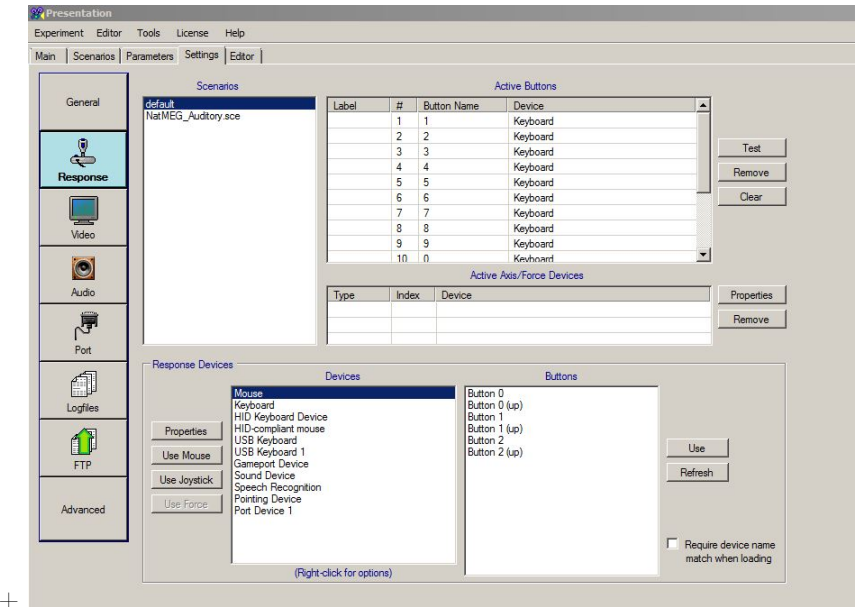 Presentation
Experiment Editor Tools License Help
Main Scenarios Parameters Settings Editor
General
Response
Video
Audio
Port
Logfiles
FTP
Advanced
Scenarios
default
NatMEG_Auditory.sce
Active Buttons
Label # Button Name Device
1 1 Keyboard
2 2 Keyboard
3 3 Keyboard
4 4 Keyboard
5 5 Keyboard
6 6 Keyboard
7 7 Keyboard
8 8 Keyboard
9 9 Keyboard
10 0 Keyboard
Test
Remove
Clear
Active Axis/Force Devices
Type Index Device
Properties
Remove
Response Devices
Properties
Use Mouse
Use Joystick
Use Force
Devices
Mouse
Keyboard
HID Keyboard Device
HID-compliant mouse
USB Keyboard
USB Keyboard 1
Gameport Device
Sound Device
Speech Recognition
Pointing Device
Port Device 1
(Right-click for options)
Buttons
Button 0
Button 0 (up)
Button 1
Button 1 (up)
Button 2
Button 2 (up)
Use
Refresh
Require device name
match when loading